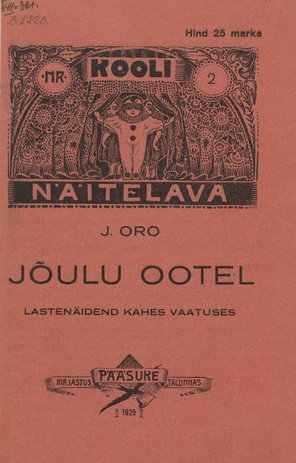 Hind 25 marka
NR. KOOLI 2
NÄITELAVA
J. ORO
JÕULU OOTEL
LASTENÄIDEND KAHES VAATUSES
KIRJASTUS PÄÄSUKE TALLINNAS
1925